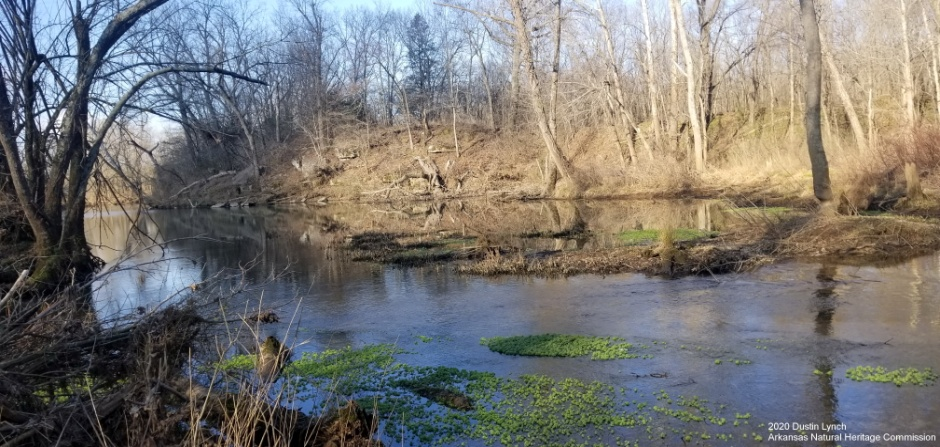 2020 Dustin Lynch
Arkansas Natural Heritage Commission